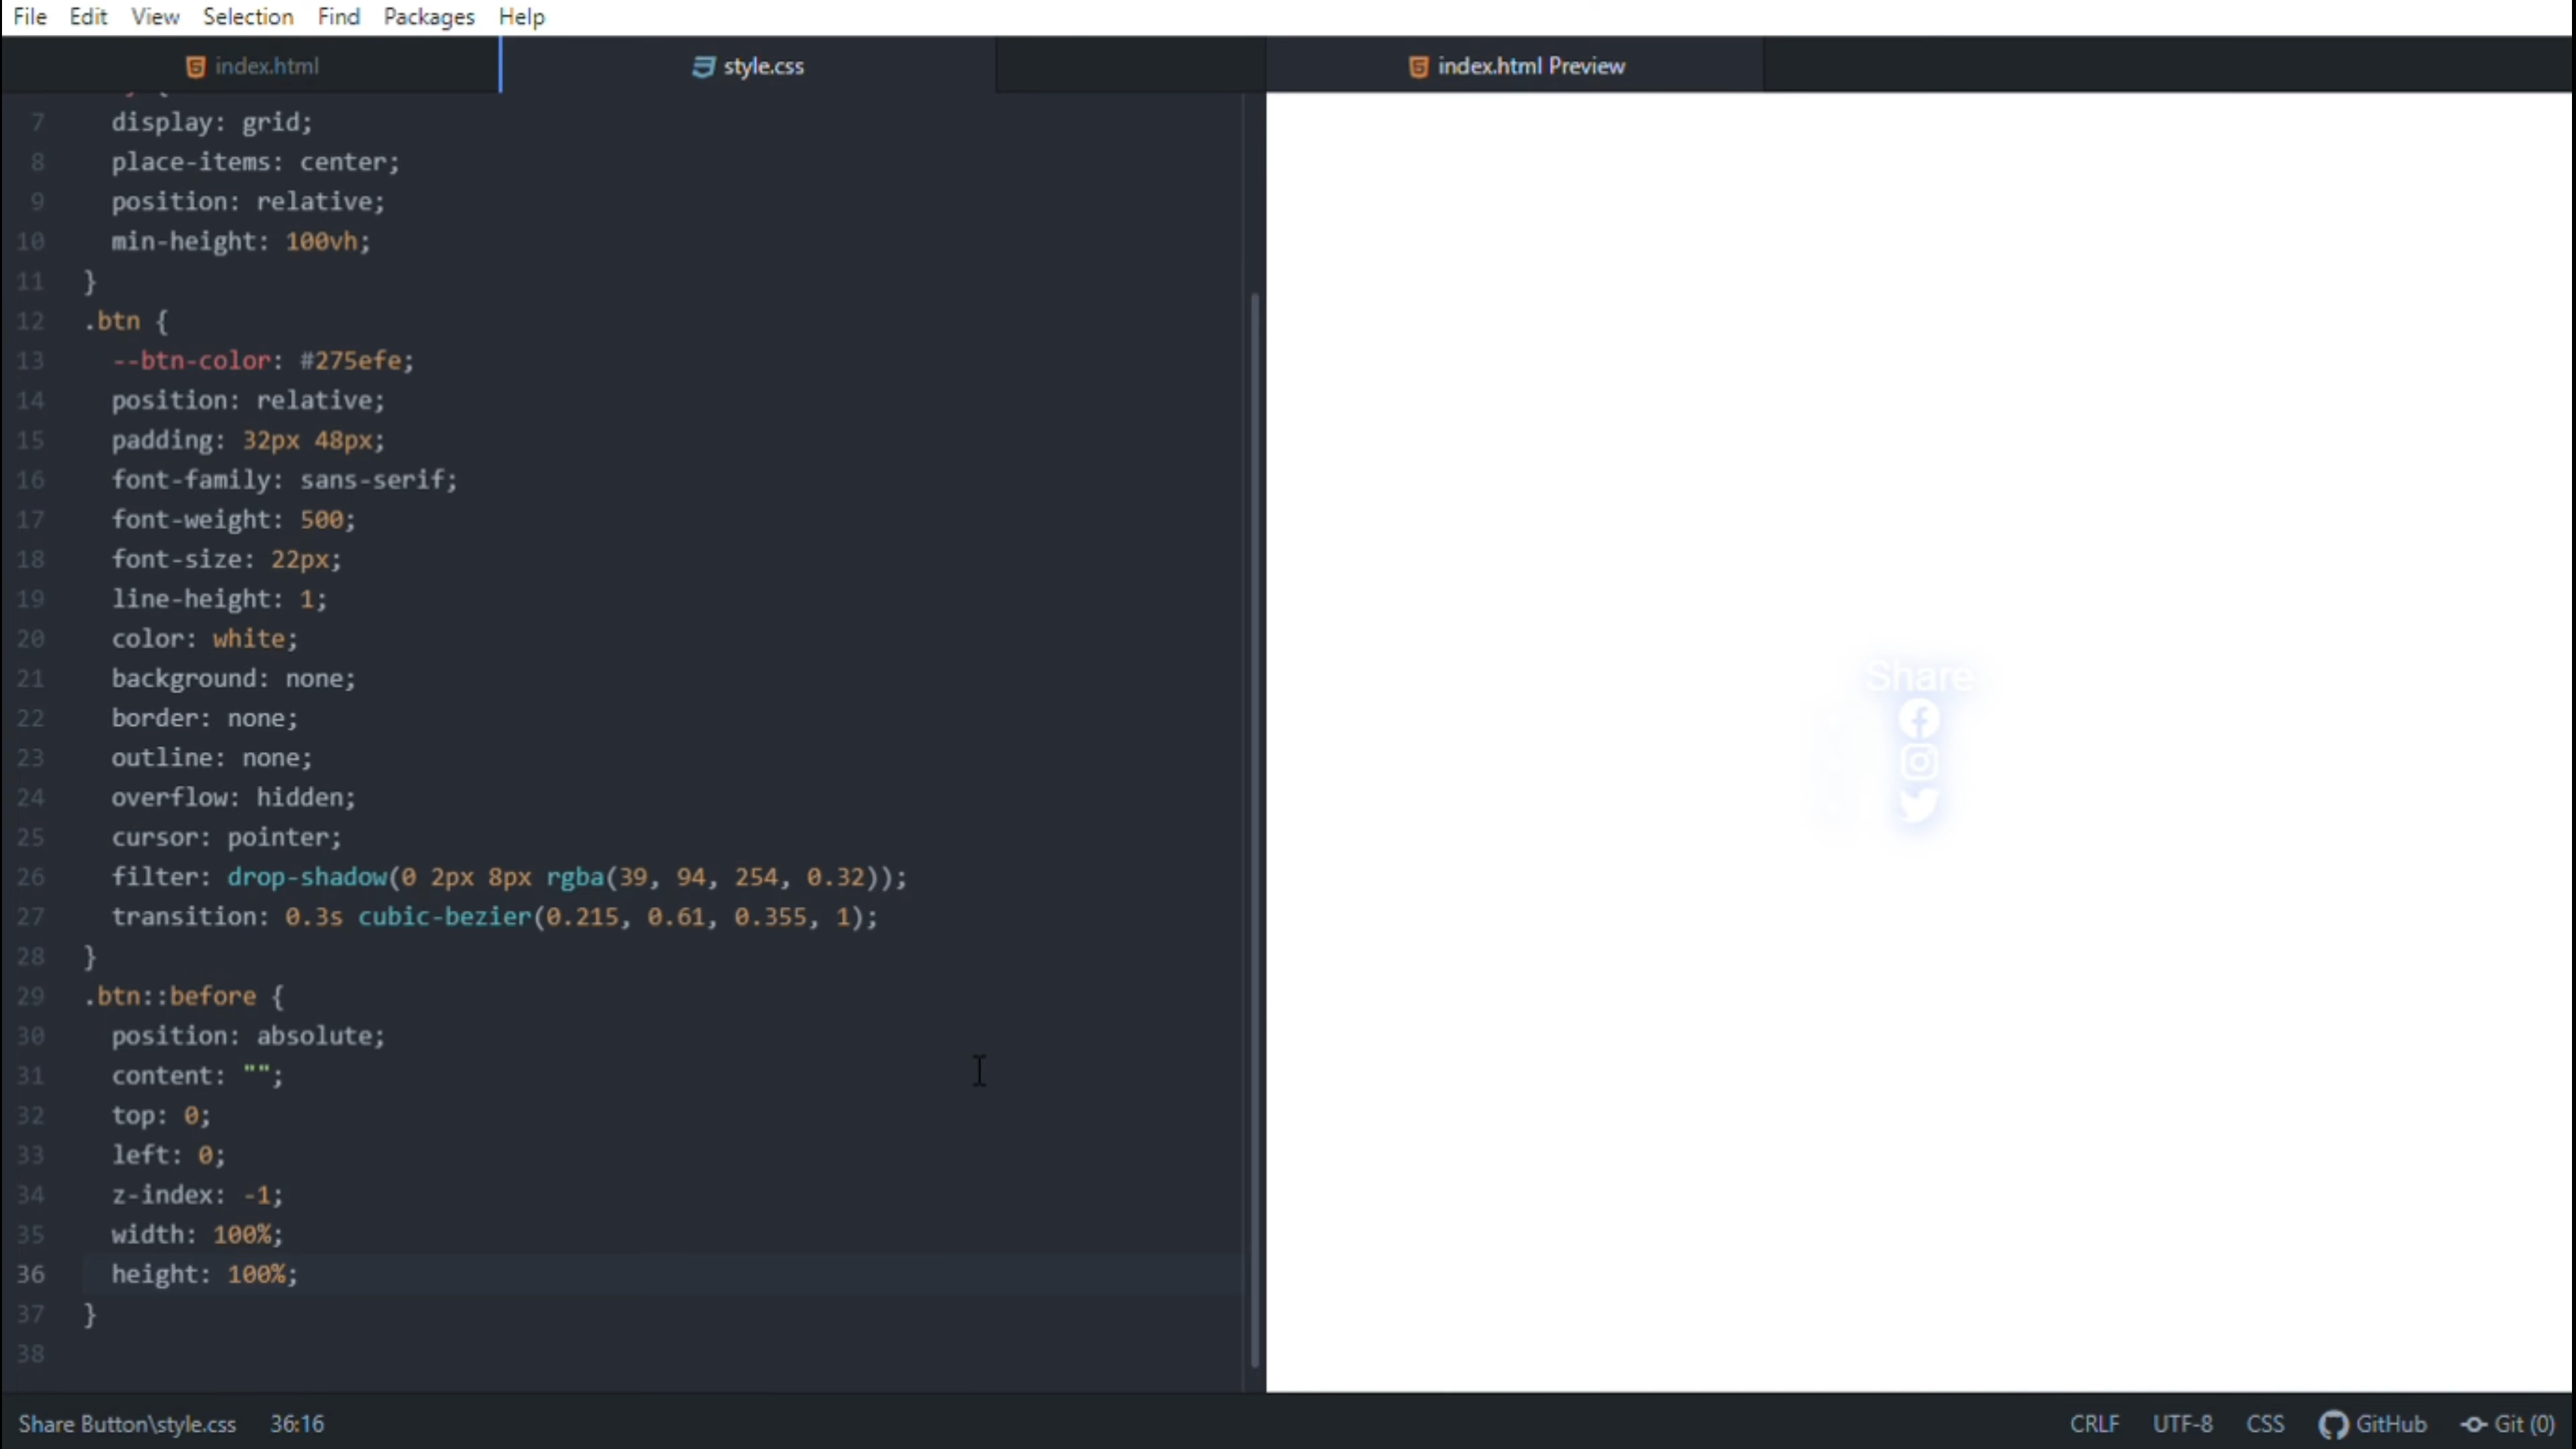 File Edit View Selection Find Packages Help
index.html style.css index.html Preview
7 display: grid;
8 place-items: center;
9 position: relative;
10 min-height: 100vh;
11 }
12 .btn {
13 --btn-color: #275efe;
14 position: relative;
15 padding: 32px 48px;
16 font-family: sans-serif;
17 font-weight: 500;
18 font-size: 22px;
19 line-height: 1;
20 color: white;
21 background: none;
22 border: none;
23 outline: none;
24 overflow: hidden;
25 cursor: pointer;
26 filter: drop-shadow(0 2px 8px rgba(39, 94, 254, 0.32));
27 transition: 0.3s cubic-bezier(0.215, 0.61, 0.355, 1);
28 }
29 .btn::before {
30 position: absolute;
31 content: "";
32 top: 0;
33 left: 0;
34 z-index: -1;
35 width: 100%;
36 height: 100%;
37 }
38
Share
Share Button\style.css 36:16 CRLF UTF-8 CSS GitHub Git (0)